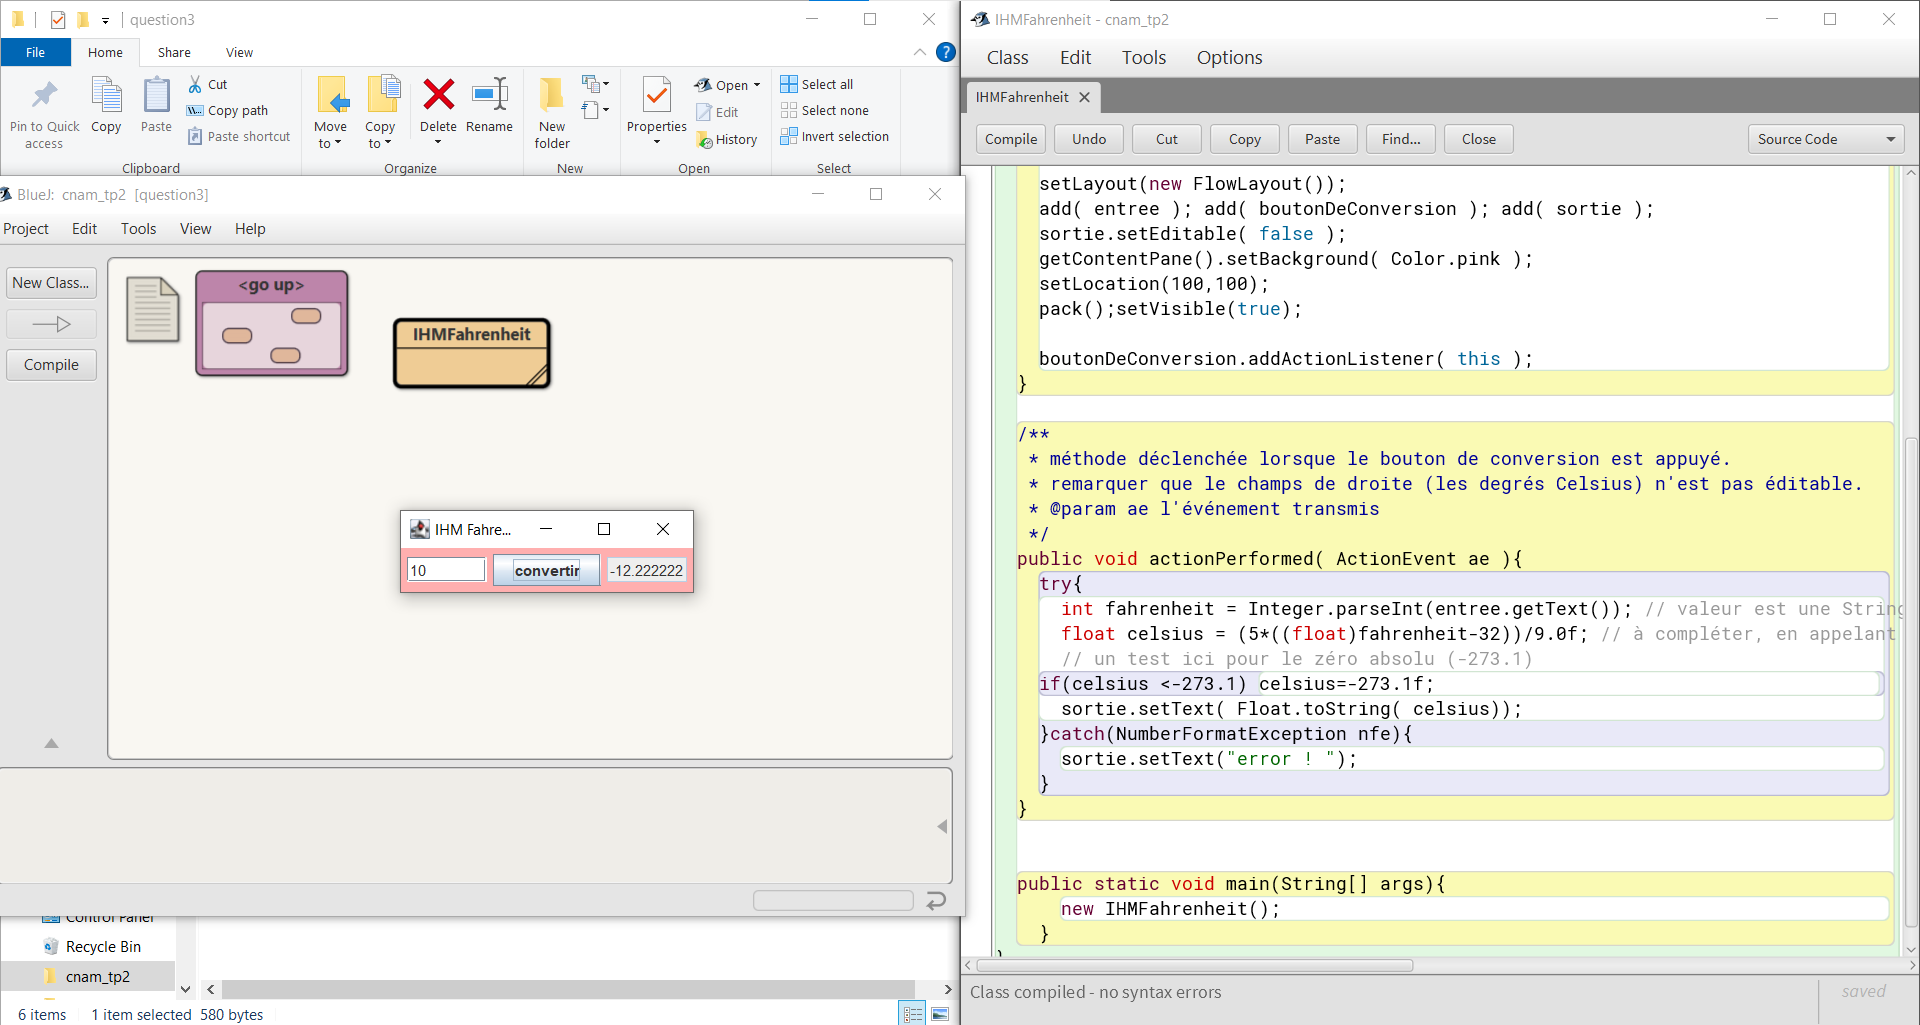 question3
File
Home
Share
View
Pin to Quick access
Copy
Paste
Cut
Copy path
Paste shortcut
Clipboard
Move to
Copy to
Delete
Rename
Organize
New folder
New
Properties
Open
Edit
History
Open
Select all
Select none
Invert selection
Select
BlueJ: cnam_tp2 [question3]
Project Edit Tools View Help
New Class...
Compile
<go up>
IHMFahrenheit
IHM Fahre...
10
convertir
-12.222222
Control Panel
Recycle Bin
cnam_tp2
6 items 1 item selected 580 bytes
IHMFahrenheit - cnam_tp2
Class Edit Tools Options
IHMFahrenheit
Compile Undo Cut Copy Paste Find... Close Source Code
setLayout(new FlowLayout());
add( entree ); add( boutonDeConversion ); add( sortie );
sortie.setEditable( false );
getContentPane().setBackground( Color.pink );
setLocation(100,100);
pack();setVisible(true);
boutonDeConversion.addActionListener( this );
}
/**
* méthode déclenchée lorsque le bouton de conversion est appuyé.
* remarquer que le champs de droite (les degrés Celsius) n'est pas éditable.
* @param ae l'événement transmis
*/
public void actionPerformed( ActionEvent ae ){
try{
int fahrenheit = Integer.parseInt(entree.getText()); // valeur est une String
float celsius = (5*((float)fahrenheit-32))/9.0f; // à compléter, en appelant
// un test ici pour le zéro absolu (-273.1)
if(celsius <-273.1) celsius=-273.1f;
sortie.setText( Float.toString( celsius));
}catch(NumberFormatException nfe){
sortie.setText("error ! ");
}
}
public static void main(String[] args){
new IHMFahrenheit();
}
Class compiled - no syntax errors
saved